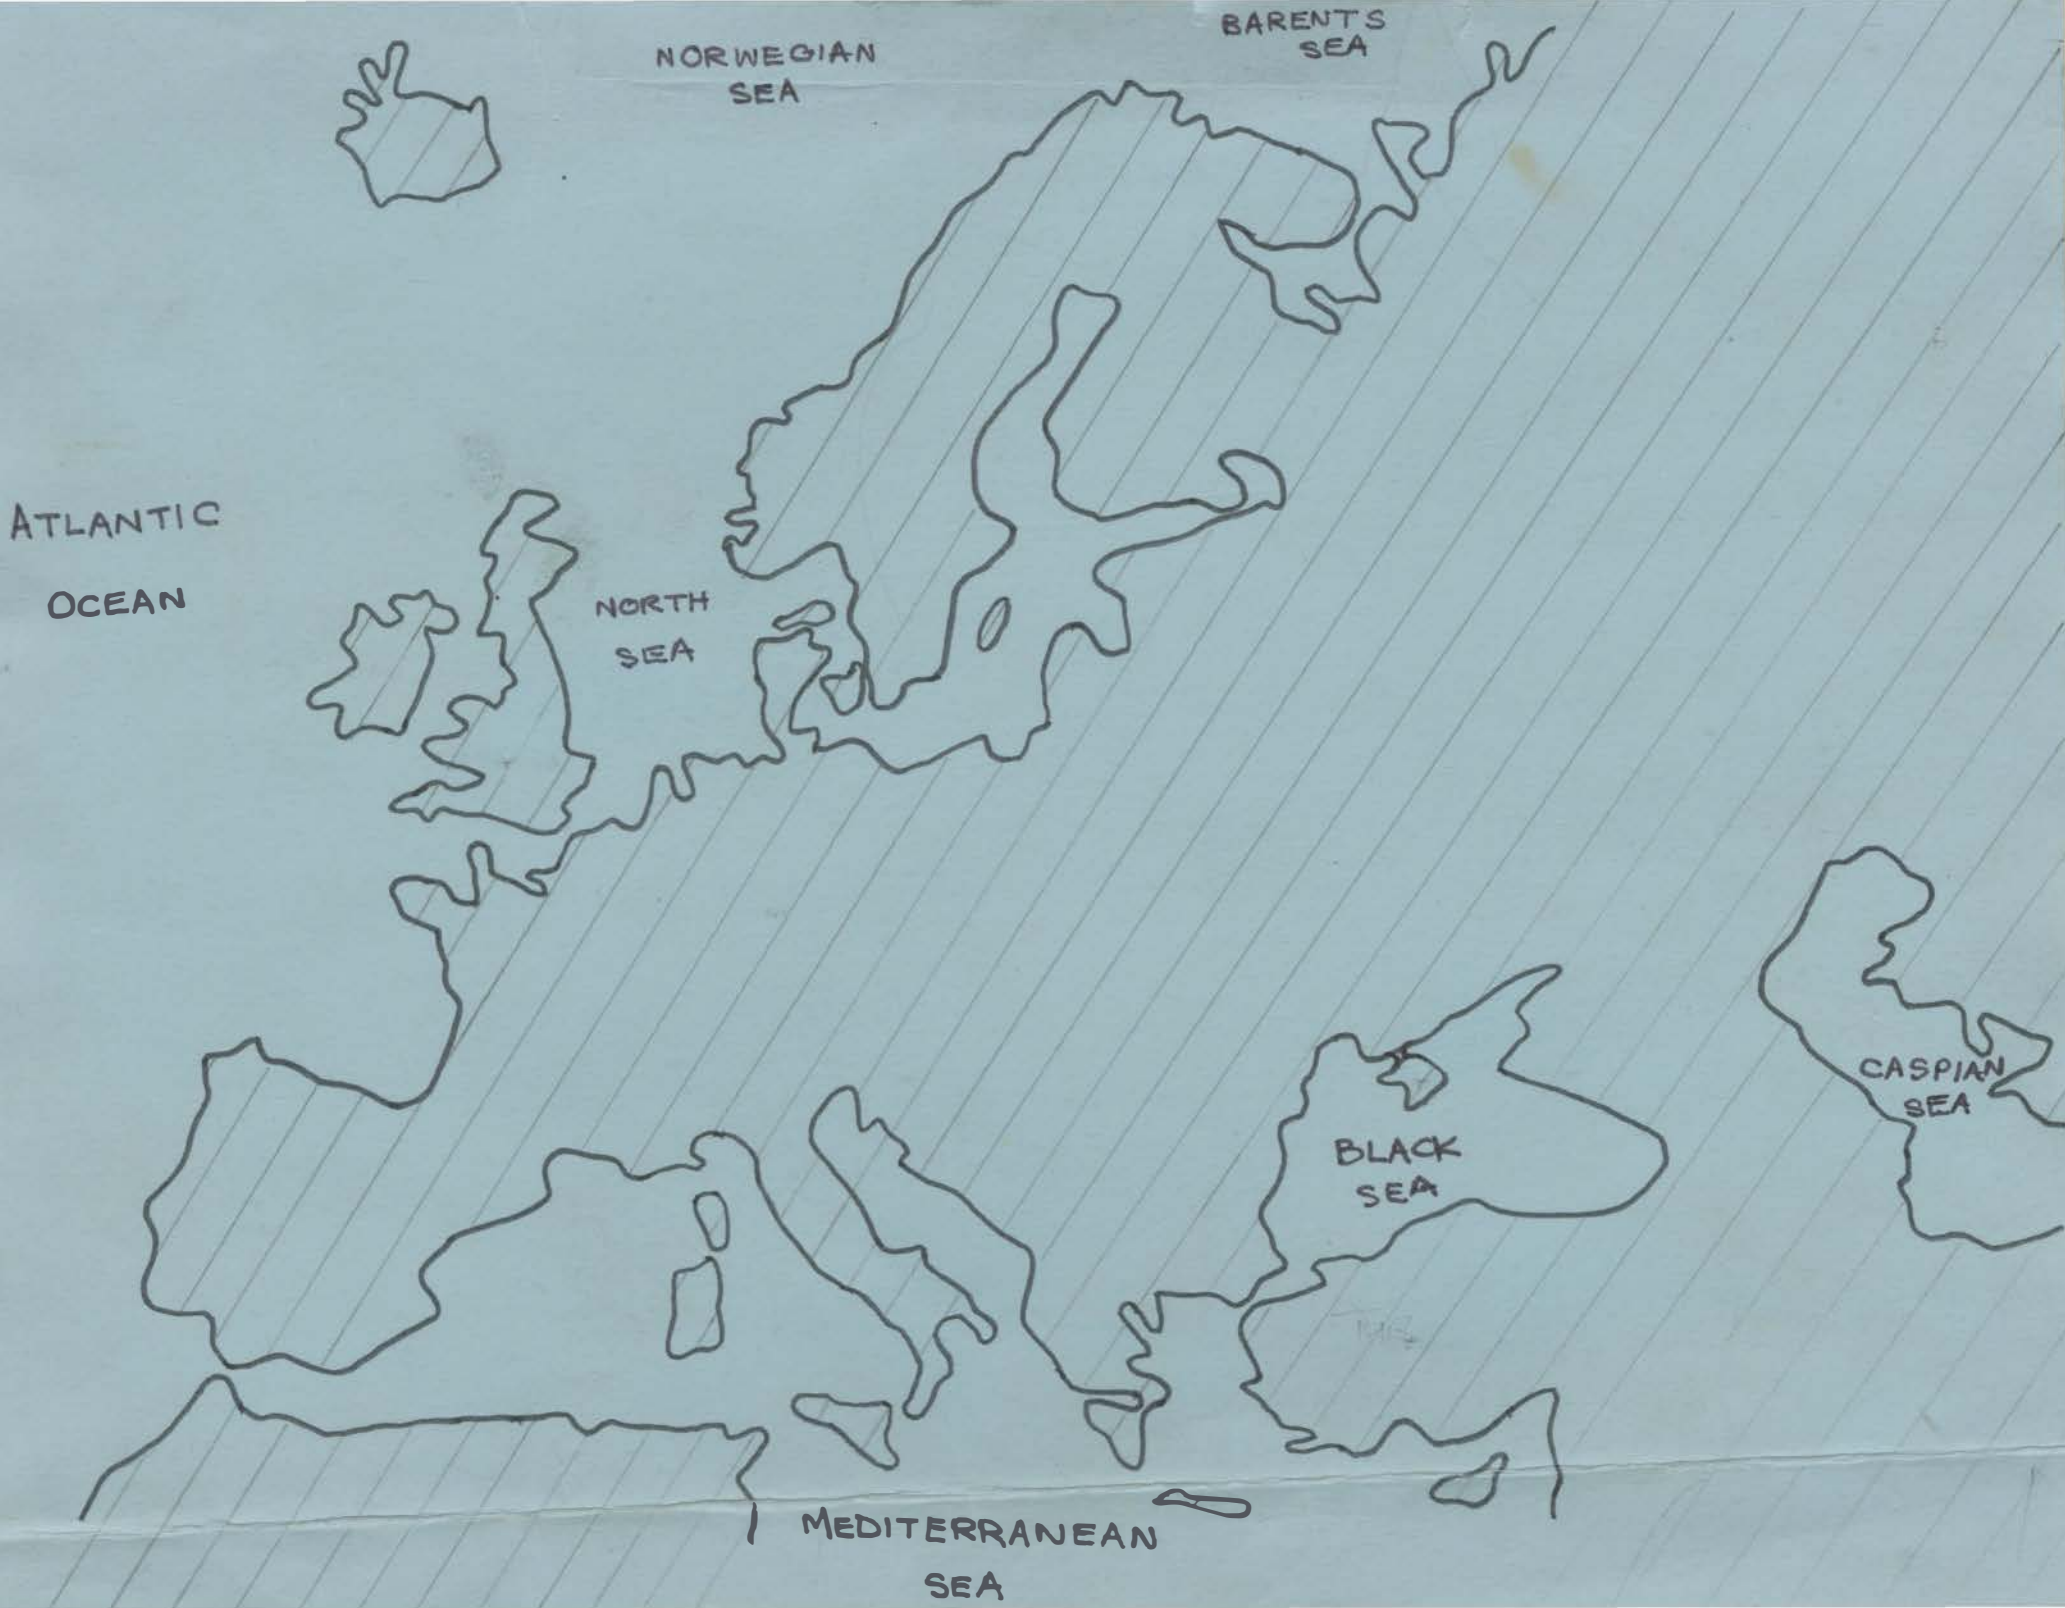 BARENTS
SEA
NORWEGIAN
SEA
ATLANTIC
OCEAN
NORTH
SEA
CASPIAN
SEA
BLACK
SEA
MEDITERRANEAN
SEA